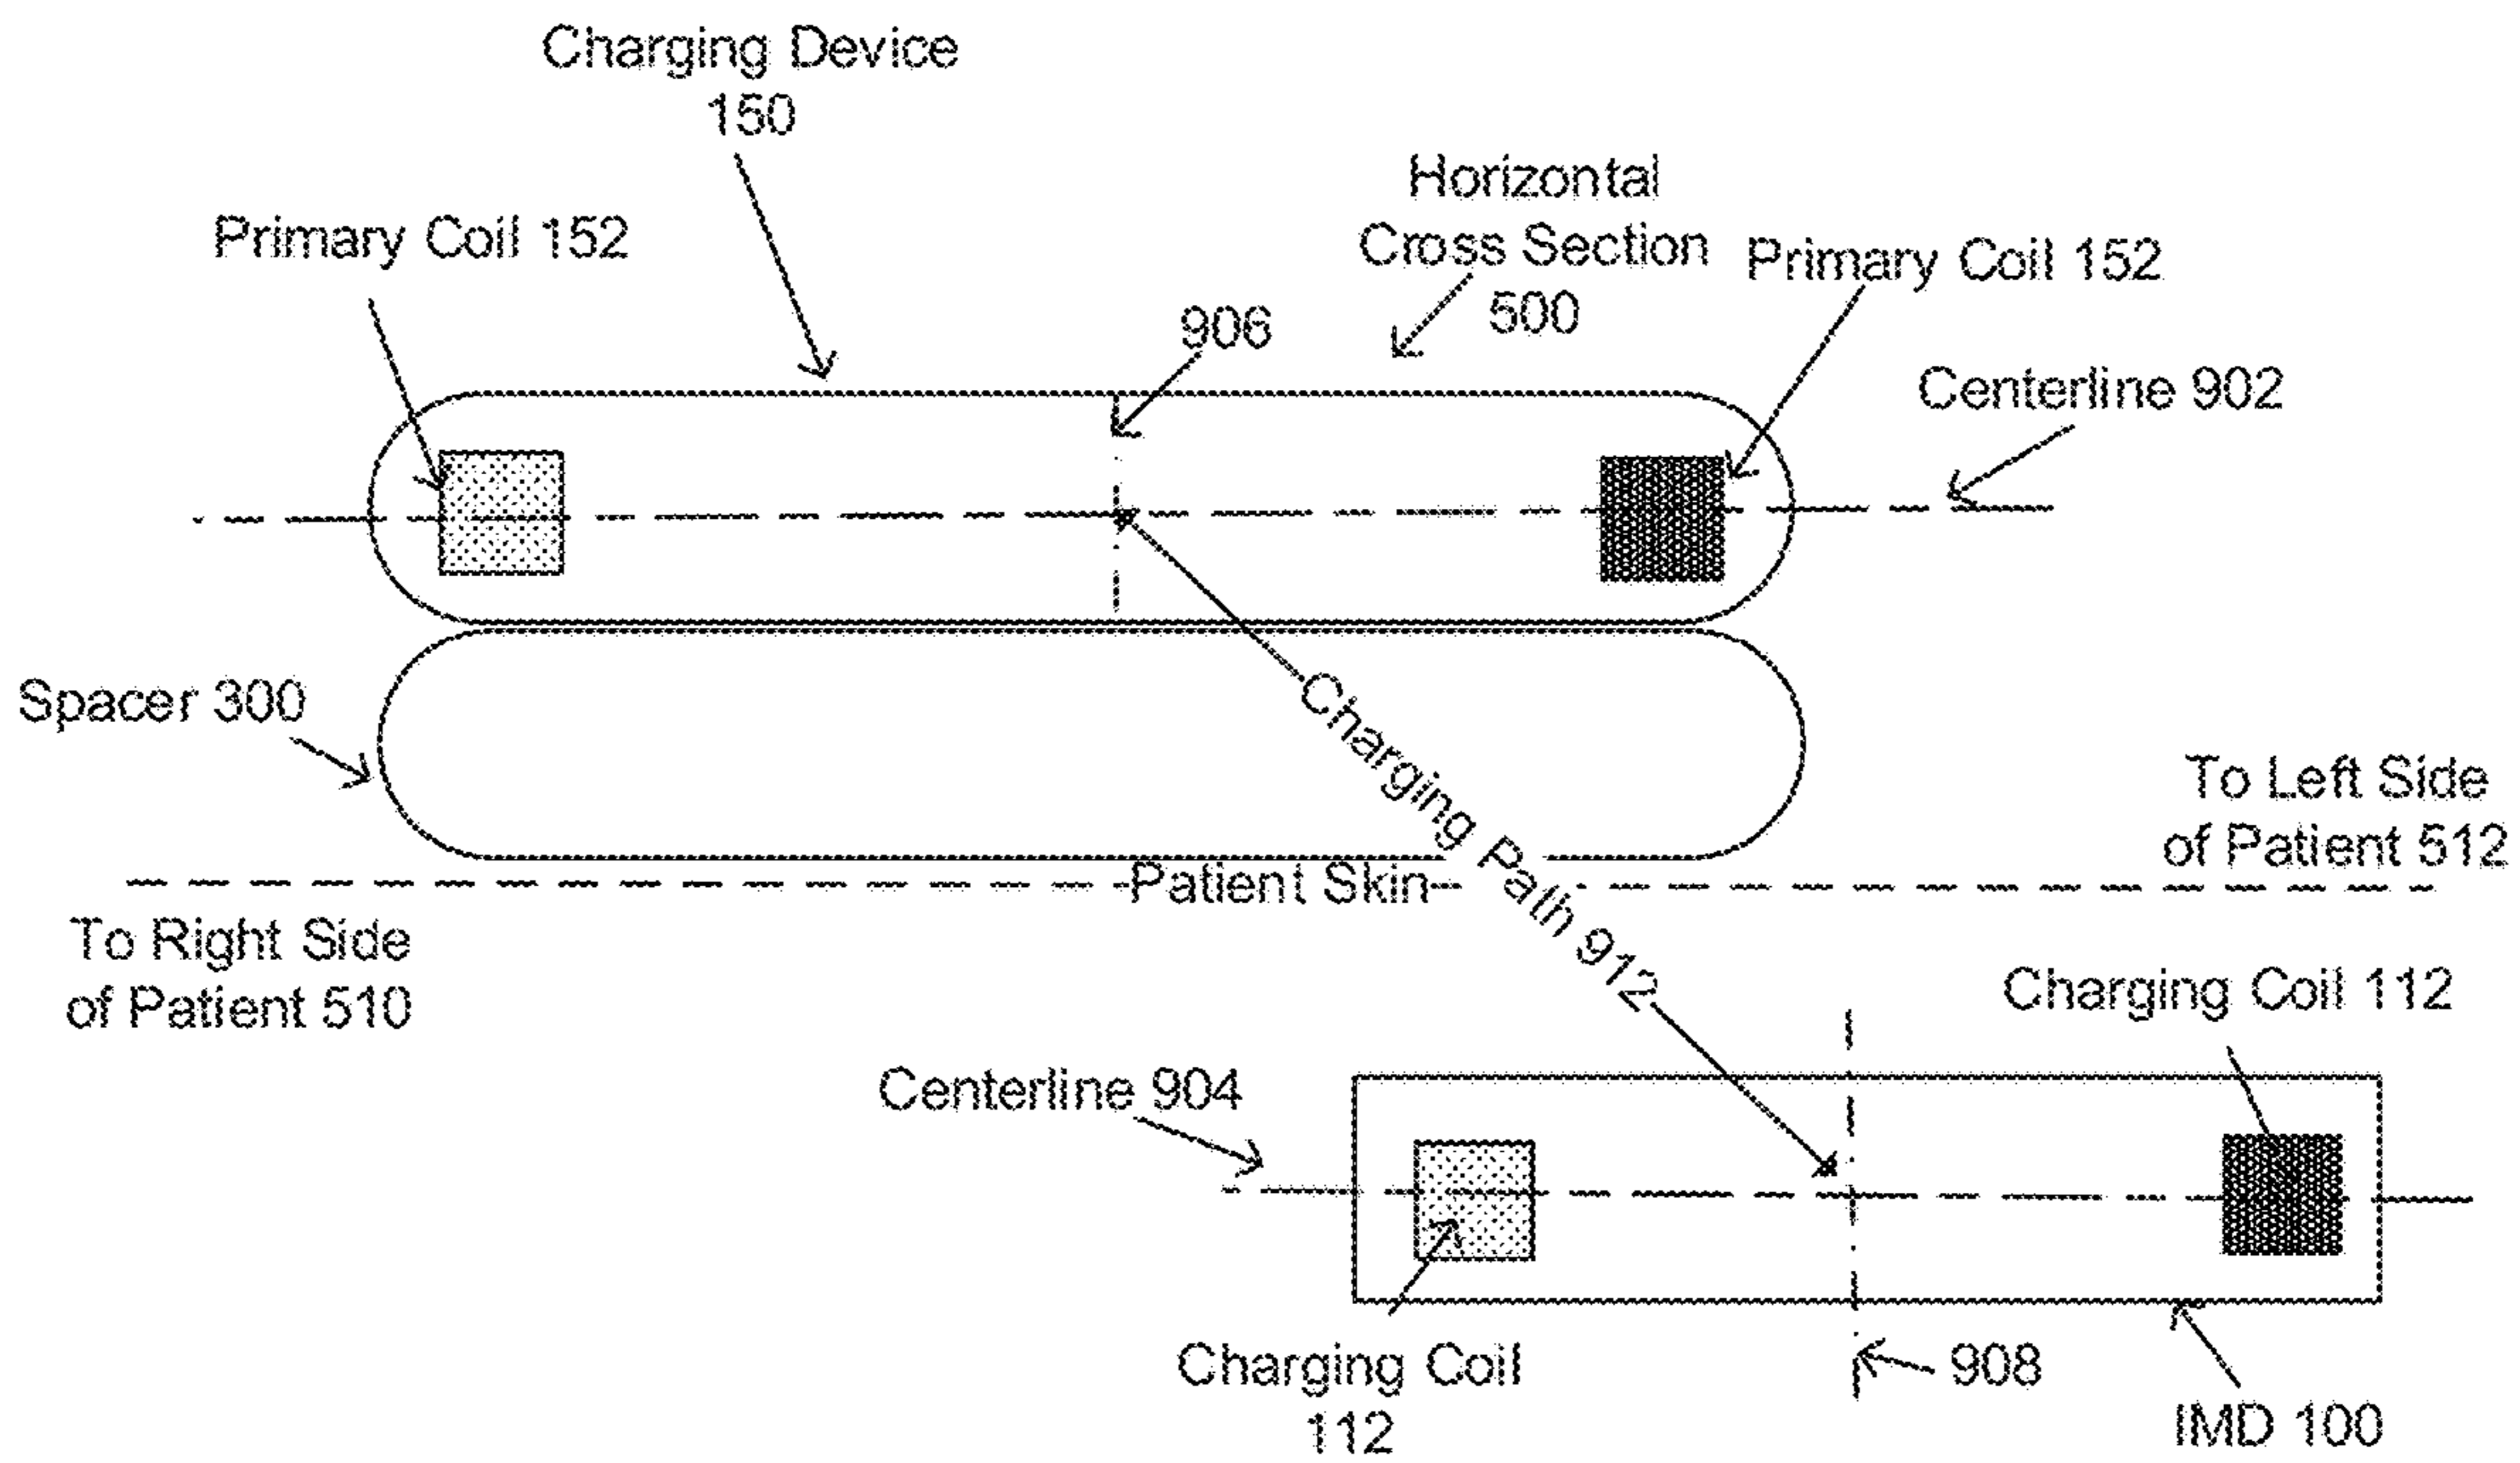 Charging Device
150
Horizontal
Cross Section
500
Primary Coil 152
Primary Coil 152
906
Centerline 902
Spacer 300
Charging Path 912
To Left Side
of Patient 512
Patient Skin
To Right Side
of Patient 510
Charging Coil 112
Centerline 904
Charging Coil
112
908
IMD 100